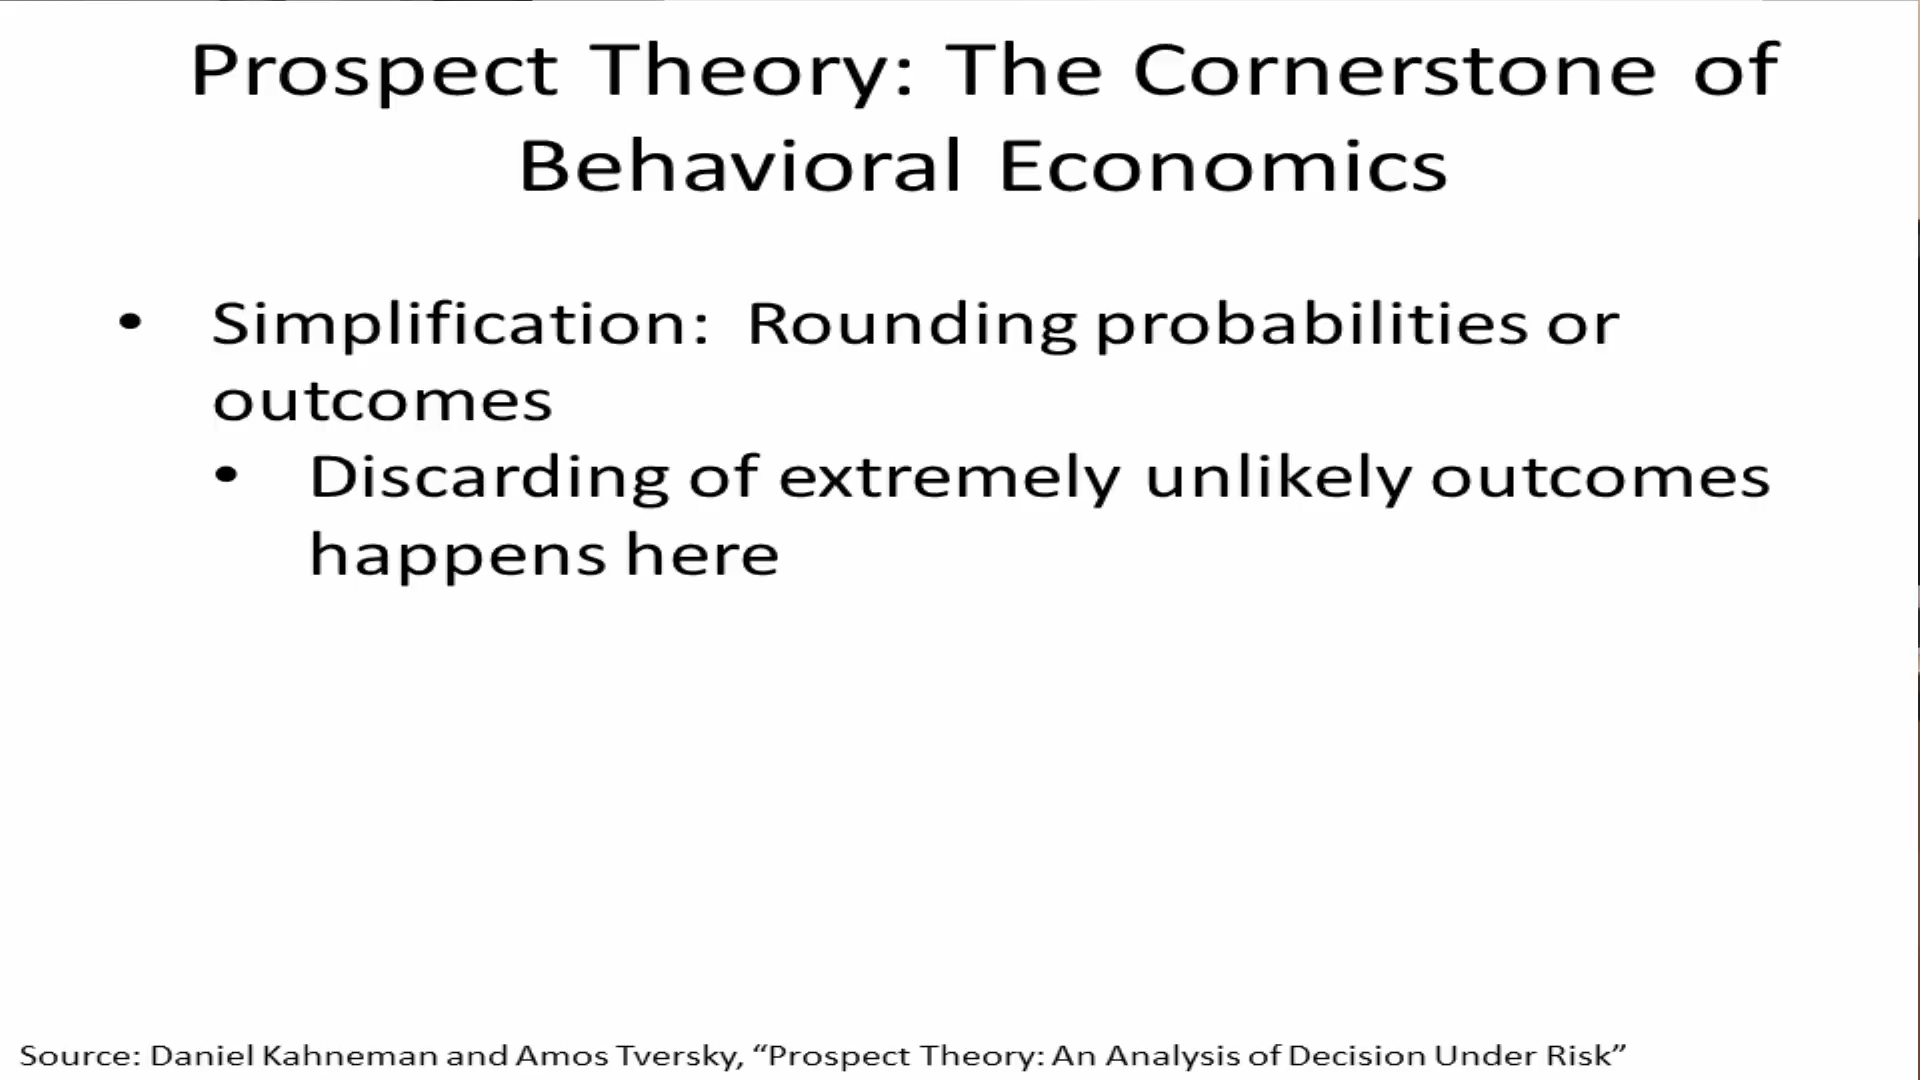 Prospect Theory: The Cornerstone of
Behavioral Economics
• Simplification: Rounding probabilities or
outcomes
• Discarding of extremely unlikely outcomes
happens here
Source: Daniel Kahneman and Amos Tversky, “Prospect Theory: An Analysis of Decision Under Risk”